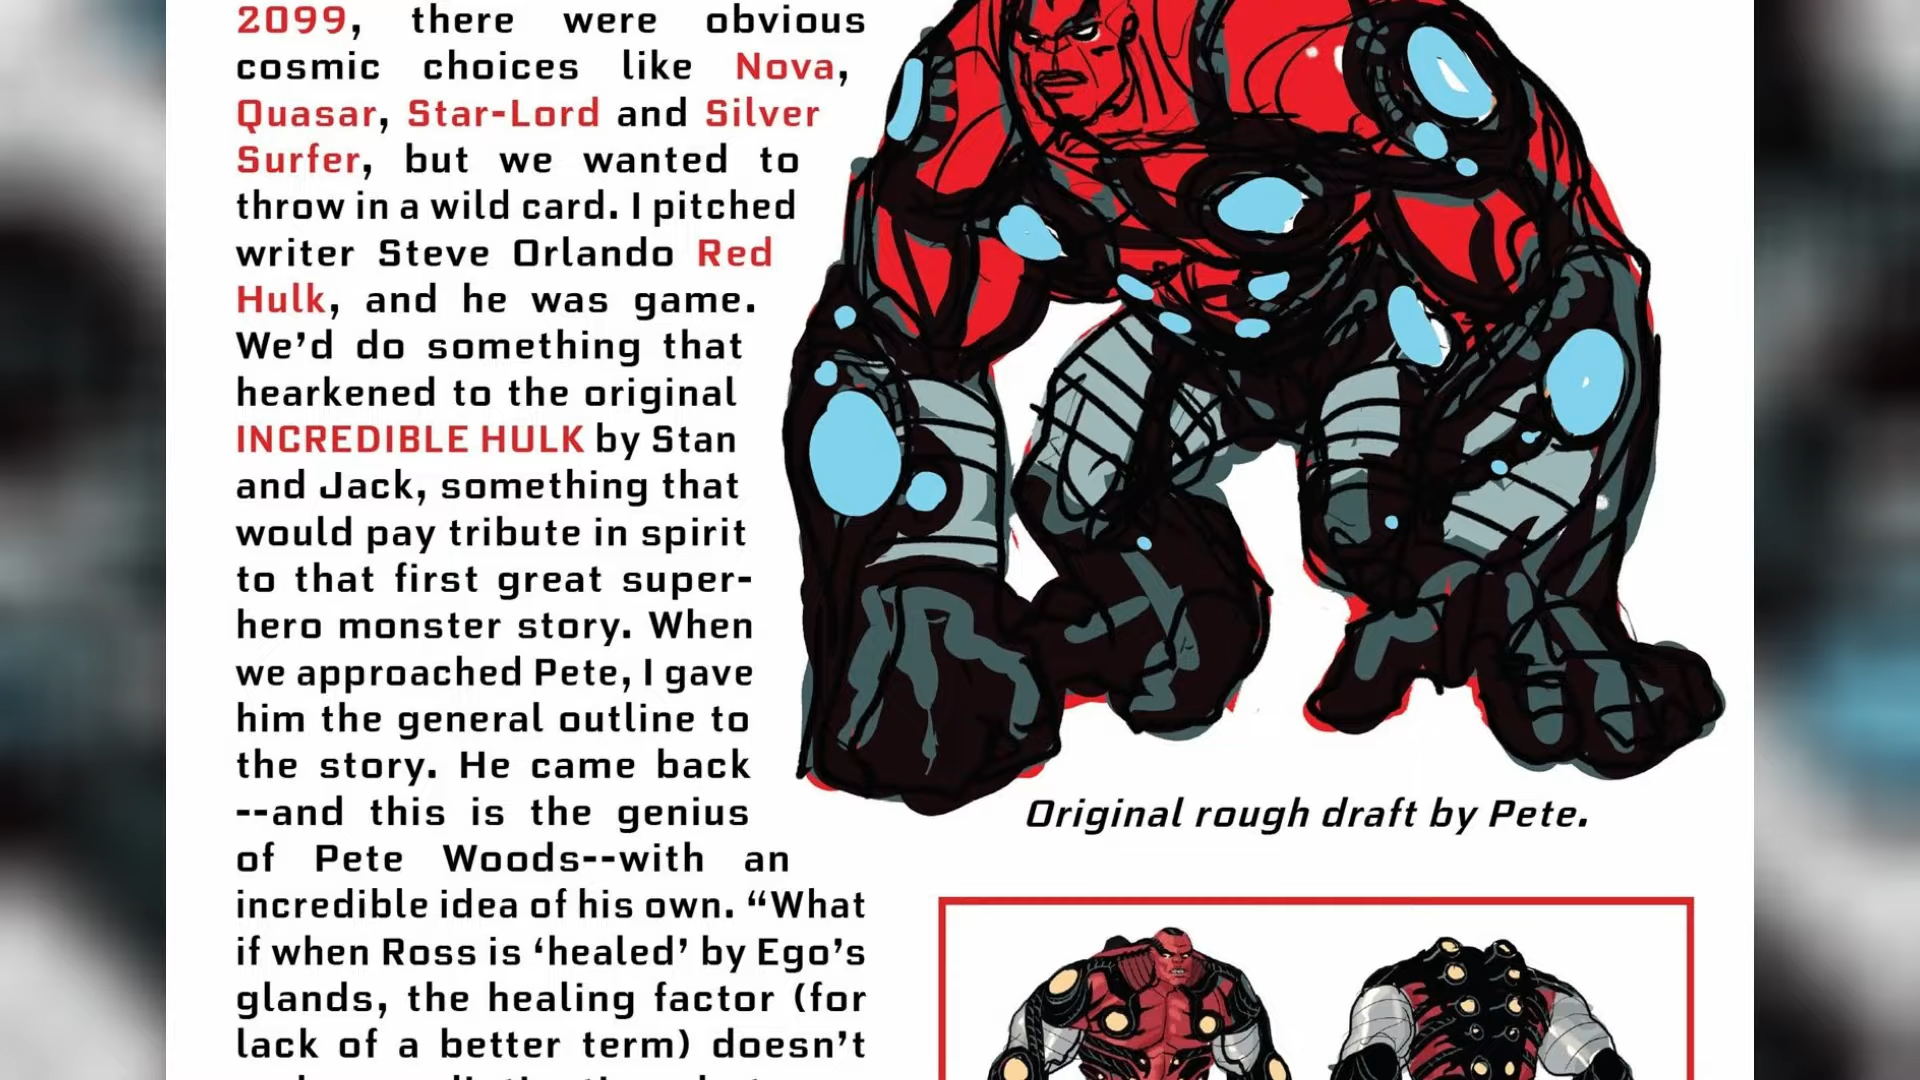 2099, there were obvious
cosmic choices like Nova,
Quasar, Star-Lord and Silver
Surfer, but we wanted to
throw in a wild card. I pitched
writer Steve Orlando Red
Hulk, and he was game.
We’d do something that
hearkened to the original
INCREDIBLE HULK by Stan
and Jack, something that
would pay tribute in spirit
to that first great super-
hero monster story. When
we approached Pete, I gave
him the general outline to
the story. He came back
--and this is the genius
of Pete Woods--with an
incredible idea of his own. “What
if when Ross is ‘healed’ by Ego’s
glands, the healing factor (for
lack of a better term) doesn’t
Original rough draft by Pete.